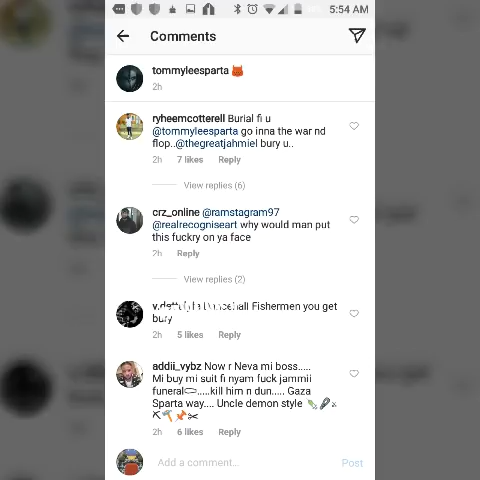 5:54 AM
Comments
tommyleesparta
2h
ryheemcotterell Burial fi u
@tommyleesparta go inna the war nd
flop..@thegreatjahmiel bury u..
2h 7 likes Reply
View replies (6)
crz_online @ramstagram97
@realrecogniseart why would man put
this fuckry on ya face
2h Reply
View replies (2)
Fishermen you get
bury
2h 5 likes Reply
addii_vybz Now r Neva mi boss.....
Mi buy mi suit fi nyam fuck jammii
funeral⚰.....kill him n dun..... Gaza
Sparta way.... Uncle demon style
2h 6 likes Reply
Add a comment... Post